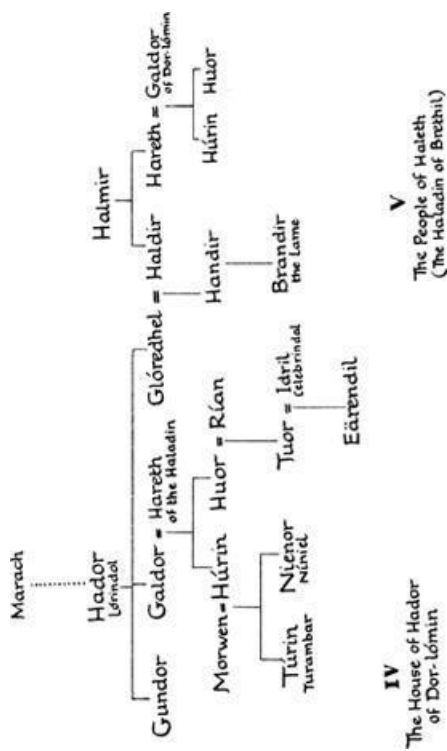 Marach
Hador
Lórindol
Halmir
Gundor Galdor = Hareth
of the Haladin
Glóredhel = Haldir
Hareth = Galdor
of Dor-lómin
Morwen = Húrin Huor = Rían
Handir
Húrin Huor
Túrin
Turambar
Nienor
Níniel
Tuor = Idril
Celebrindal
Brandir
the Lame
Eärendil
IV
The House of Hador
of Dor-lómin
V
The People of Haleth
(The Haladin of Brethil)